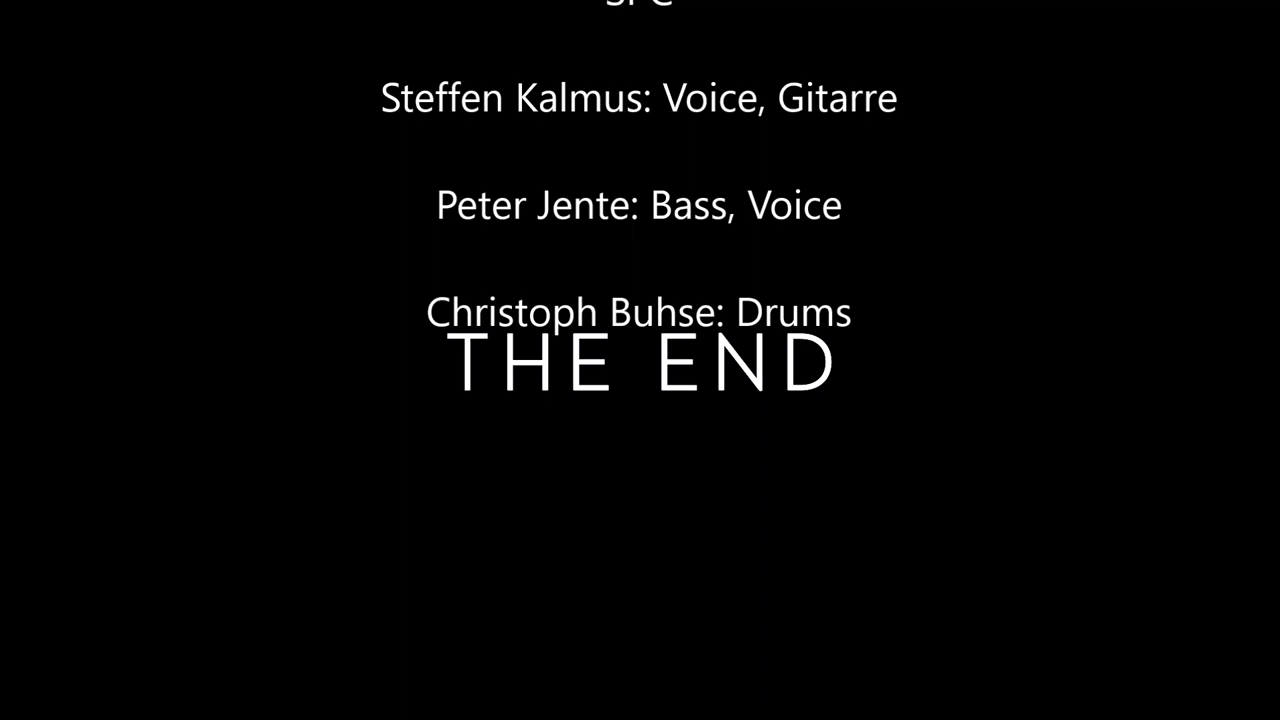 Steffen Kalmus: Voice, Gitarre
Peter Jente: Bass, Voice
Christoph Buhse: Drums
THE END